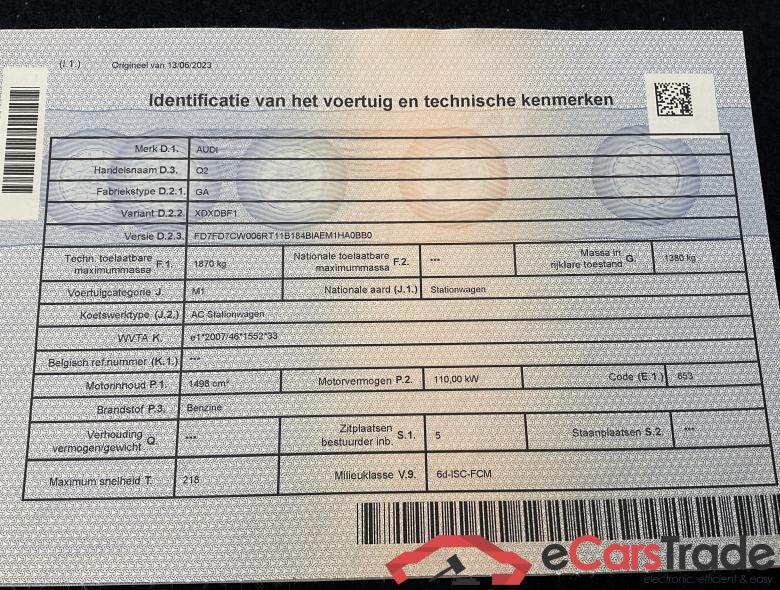 (I.1.) Origineel van 13/06/2023
Identificatie van het voertuig en technische kenmerken
Merk D.1. AUDI
Handelsnaam D.3. Q2
Fabriekstype D.2.1. GA
Variant D.2.2. XDXDBF1
Versie D.2.3. FD7FD7CW006RT11B184BIAEM1HA0BB0
Techn. toelaatbare maximummassa F.1. 1870 kg Nationale toelaatbare maximummassa F.2. *** Massa in rijklare toestand G. 1380 kg
Voertuigcategorie J. M1 Nationale aard (J.1.) Stationwagen
Koetswerktype (J.2.) AC Stationwagen
WVTA K. e1*2007/46*1552*33
Belgisch ref.nummer (K.1.) ***
Motorinhoud P.1. 1498 cm³ Motorvermogen P.2. 110,00 kW Code (E.1.) 653
Brandstof P.3. Benzine
Verhouding vermogen/gewicht Q. *** Zitplaatsen bestuurder inb. S.1. 5 Staanplaatsen S.2. ***
Maximum snelheid T. 218 Milieuklasse V.9. 6d-ISC-FCM
eCarsTrade
electronic, efficient & easy